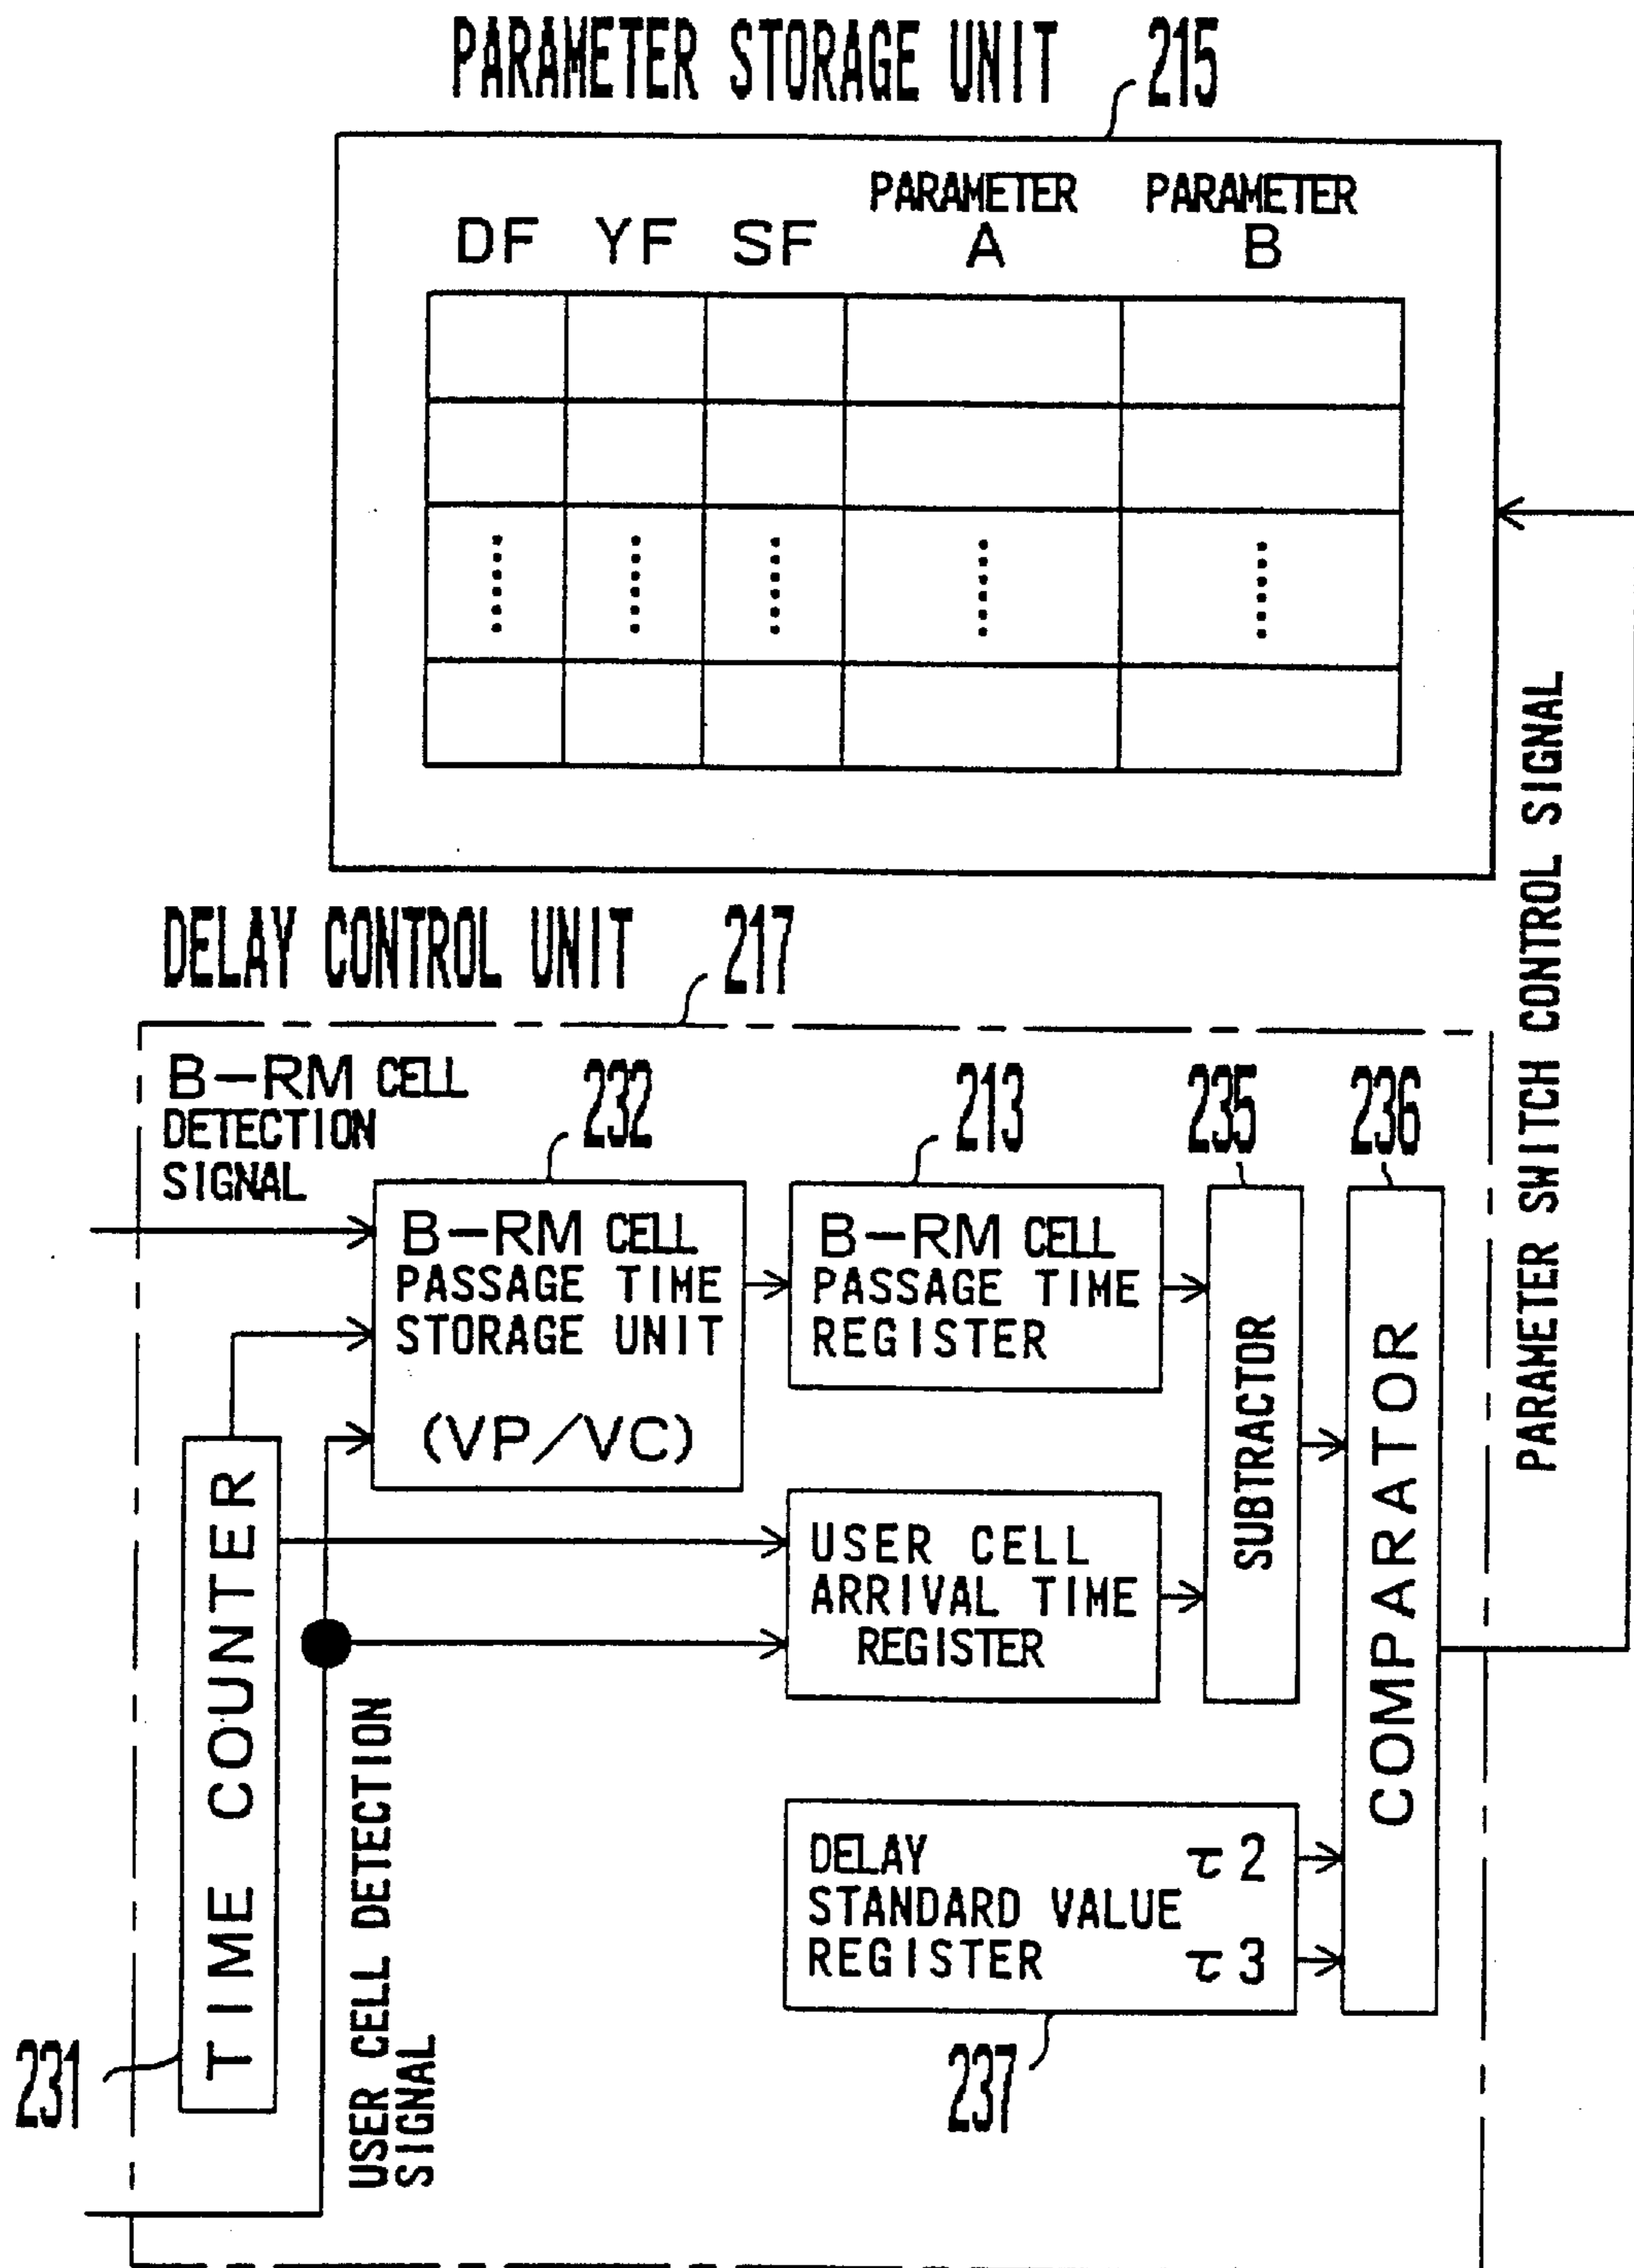 PARAMETER STORAGE UNIT 215
PARAMETER PARAMETER
DF YF SF A B
PARAMETER SWITCH CONTROL SIGNAL
DELAY CONTROL UNIT 217
B-RM CELL
DETECTION
SIGNAL
232
213
235
236
B-RM CELL
PASSAGE TIME
STORAGE UNIT
(VP/VC)
B-RM CELL
PASSAGE TIME
REGISTER
SUBTRACTOR
COMPARATOR
TIME COUNTER
USER CELL
ARRIVAL TIME
REGISTER
USER CELL DETECTION
SIGNAL
DELAY τ2
STANDARD VALUE
REGISTER τ3
231
237